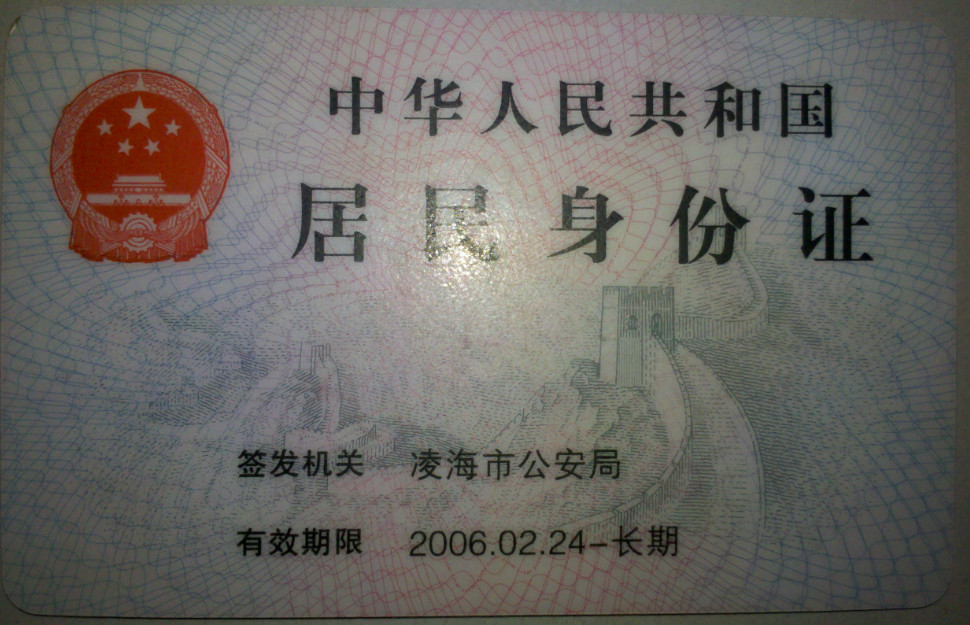 中华人民共和国
居民身份证
签发机关 凌海市公安局
有效期限 2006.02.24-长期